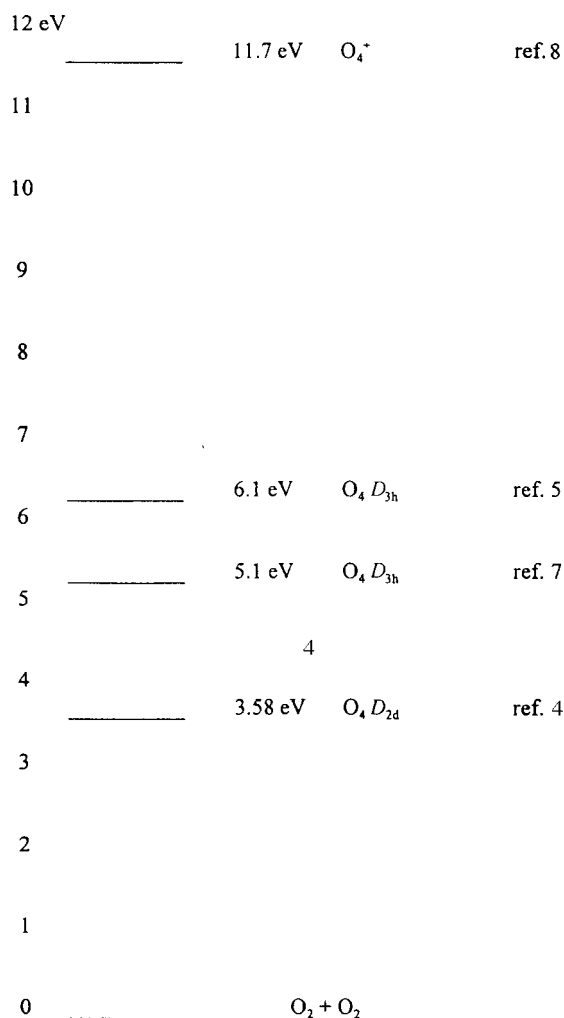 12 eV
11.7 eV O₄⁺ ref. 8
11
10
9
8
7
6.1 eV O₄ D₃ₕ ref. 5
6
5.1 eV O₄ D₃ₕ ref. 7
5
4
4
3.58 eV O₄ D₂d ref. 4
3
2
1
0 O₂ + O₂